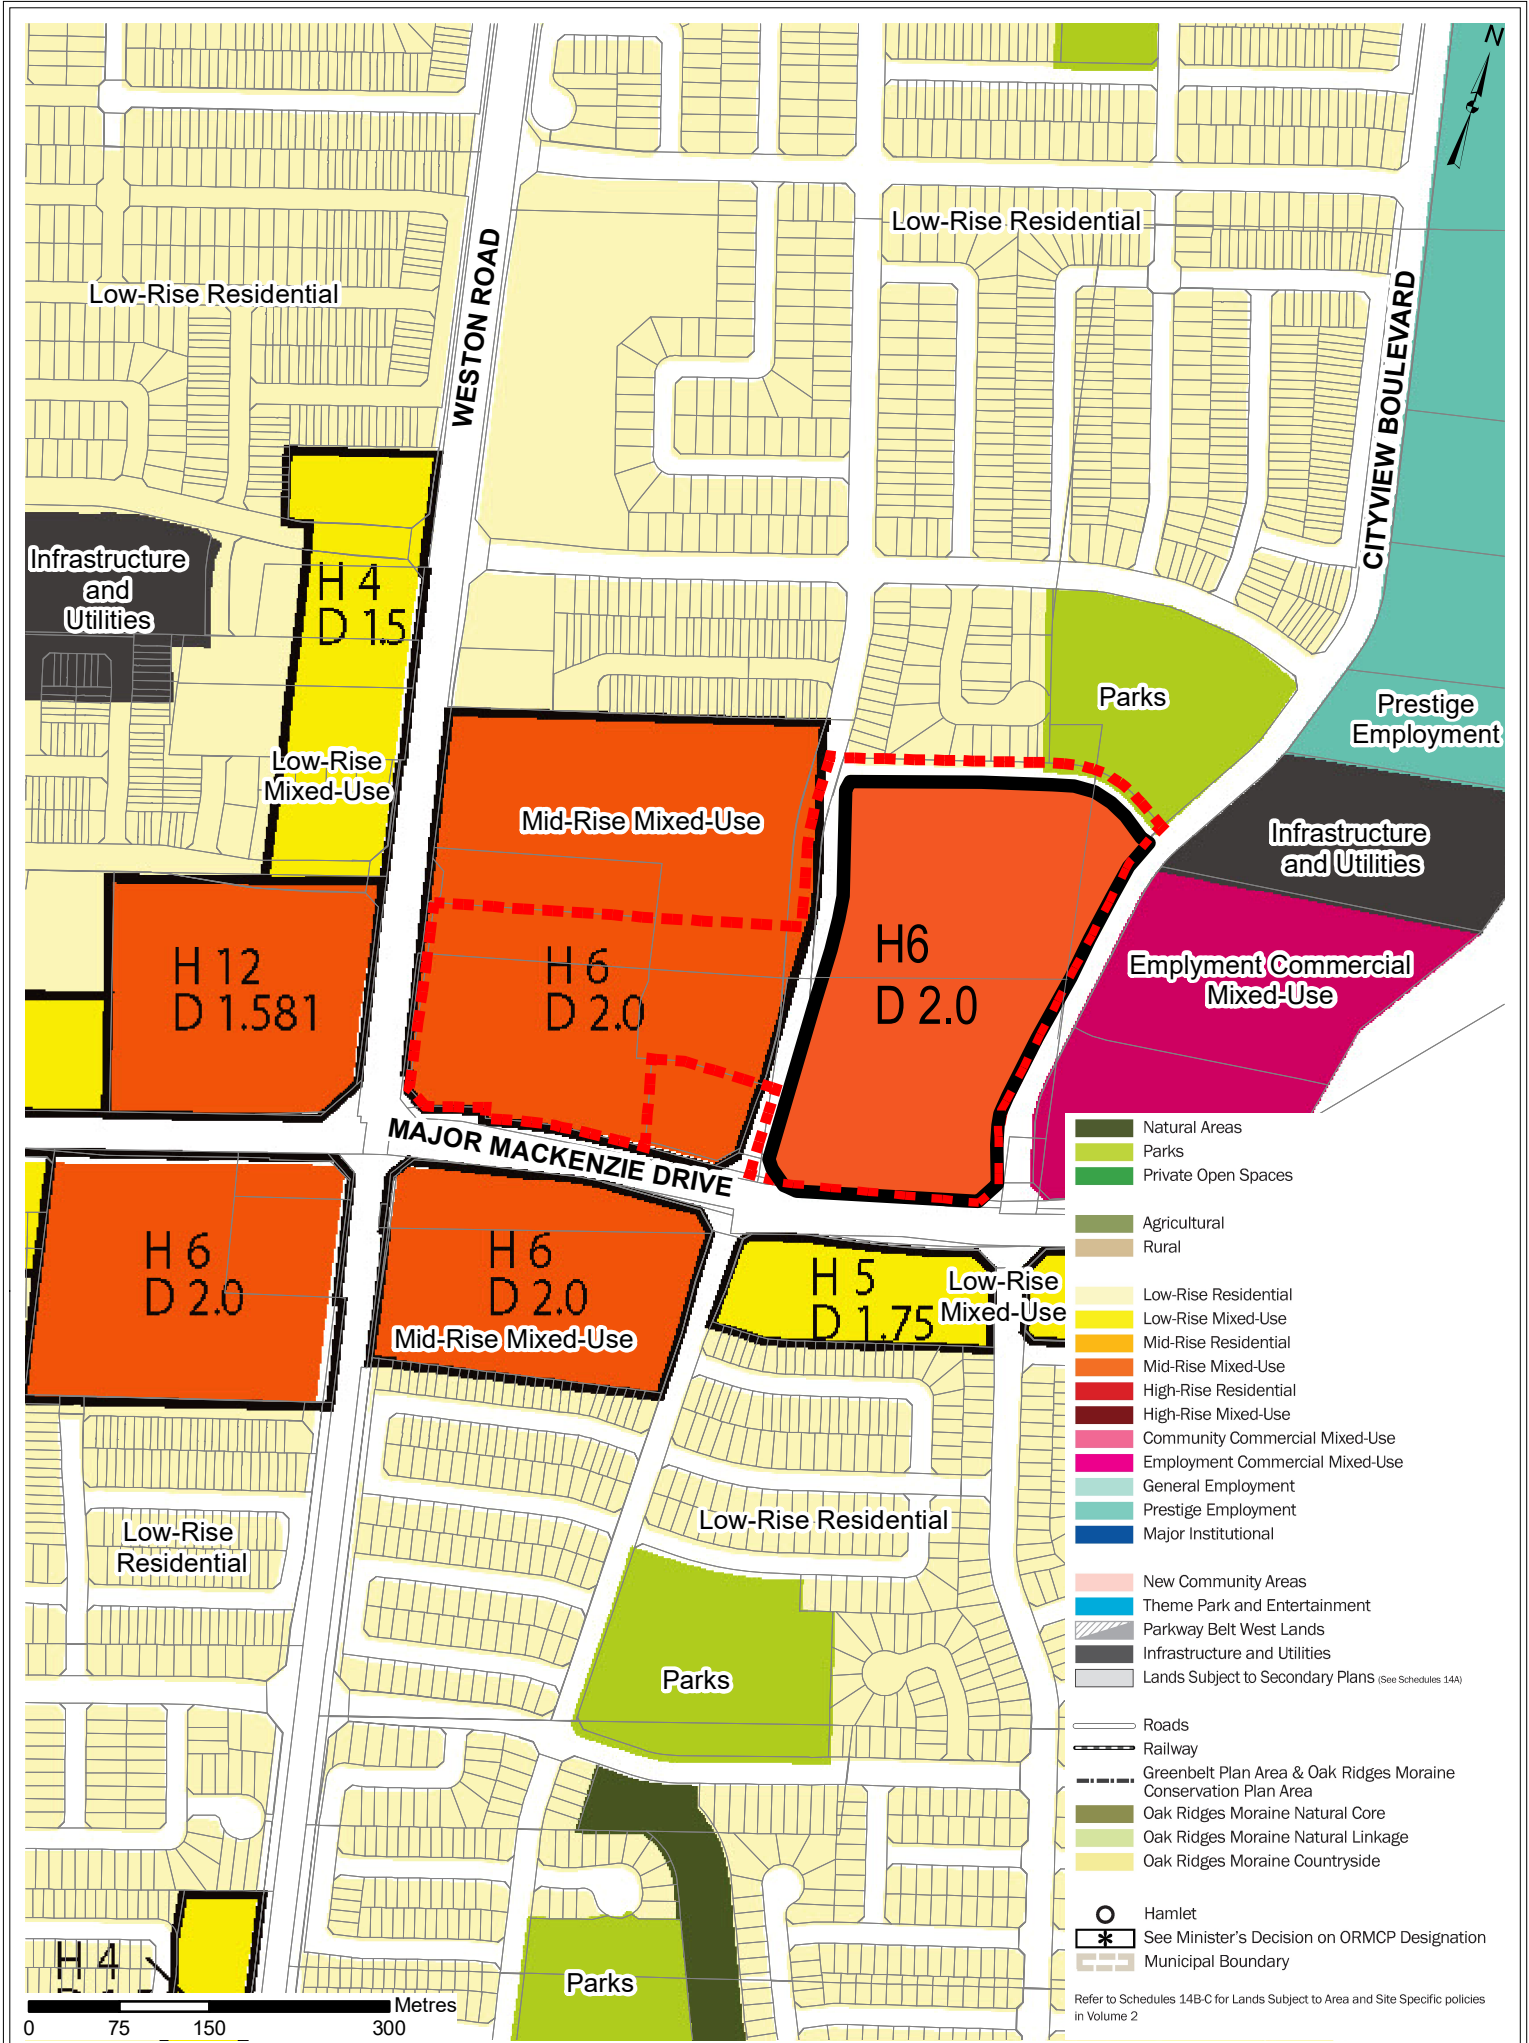 N
Low-Rise Residential
Low-Rise Residential
WESTON ROAD
CITYVIEW BOULEVARD
Infrastructure
and
Utilities
H 4
D 1.5
Parks
Prestige
Employment
Low-Rise
Mixed-Use
Mid-Rise Mixed-Use
Infrastructure
and Utilities
H 12
D 1.581
H 6
D 2.0
H6
D 2.0
Emplyment Commercial
Mixed-Use
MAJOR MACKENZIE DRIVE
H 6
D 2.0
H 6
D 2.0
Mid-Rise Mixed-Use
H 5
D 1.75
Low-Rise
Mixed-Use
Low-Rise
Residential
Low-Rise Residential
Parks
Parks
H 4
Metres
0 75 150 300
Natural Areas
Parks
Private Open Spaces
Agricultural
Rural
Low-Rise Residential
Low-Rise Mixed-Use
Mid-Rise Residential
Mid-Rise Mixed-Use
High-Rise Residential
High-Rise Mixed-Use
Community Commercial Mixed-Use
Employment Commercial Mixed-Use
General Employment
Prestige Employment
Major Institutional
New Community Areas
Theme Park and Entertainment
Parkway Belt West Lands
Infrastructure and Utilities
Lands Subject to Secondary Plans (See Schedules 14A)
Roads
Railway
Greenbelt Plan Area & Oak Ridges Moraine
Conservation Plan Area
Oak Ridges Moraine Natural Core
Oak Ridges Moraine Natural Linkage
Oak Ridges Moraine Countryside
Hamlet
See Minister's Decision on ORMCP Designation
Municipal Boundary
Refer to Schedules 14B-C for Lands Subject to Area and Site Specific policies
in Volume 2